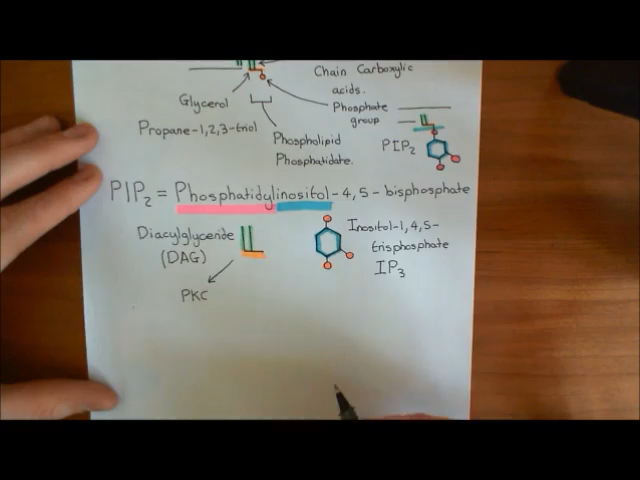 Chain Carboxylic
acids.
Glycerol
Phosphate
group
Propane-1,2,3-triol
Phospholipid
Phosphatidate.
PIP2
PIP2 = Phosphatidylinositol-4,5-bisphosphate
Diacylglyceride
(DAG)
Inositol-1,4,5-
trisphosphate
IP3
PKC